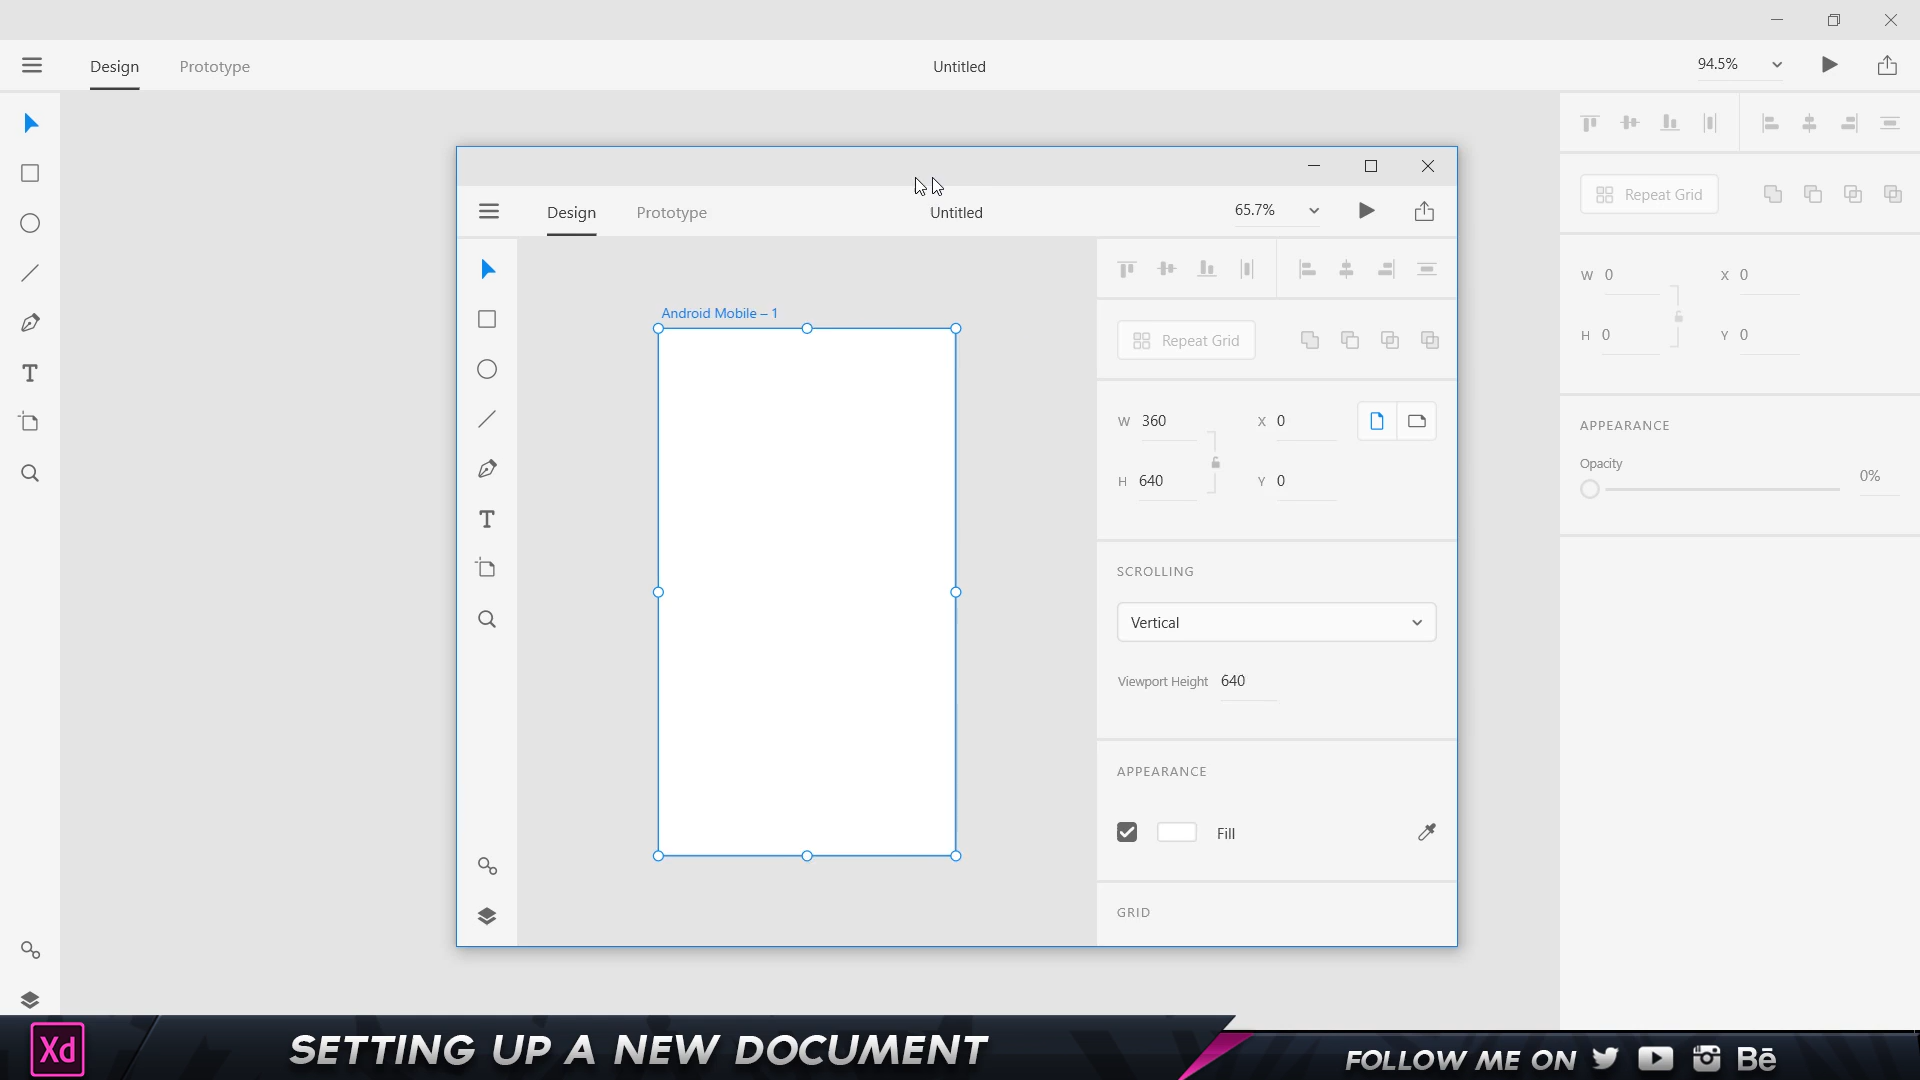 Design Prototype Untitled 94.5%
Repeat Grid
W 0 X 0
H 0 Y 0
APPEARANCE
Opacity
0%
Design Prototype Untitled 65.7%
Android Mobile – 1
Repeat Grid
W 360 X 0
H 640 Y 0
SCROLLING
Vertical
Viewport Height 640
APPEARANCE
Fill
GRID
Xd SETTING UP A NEW DOCUMENT
FOLLOW ME ON Bē